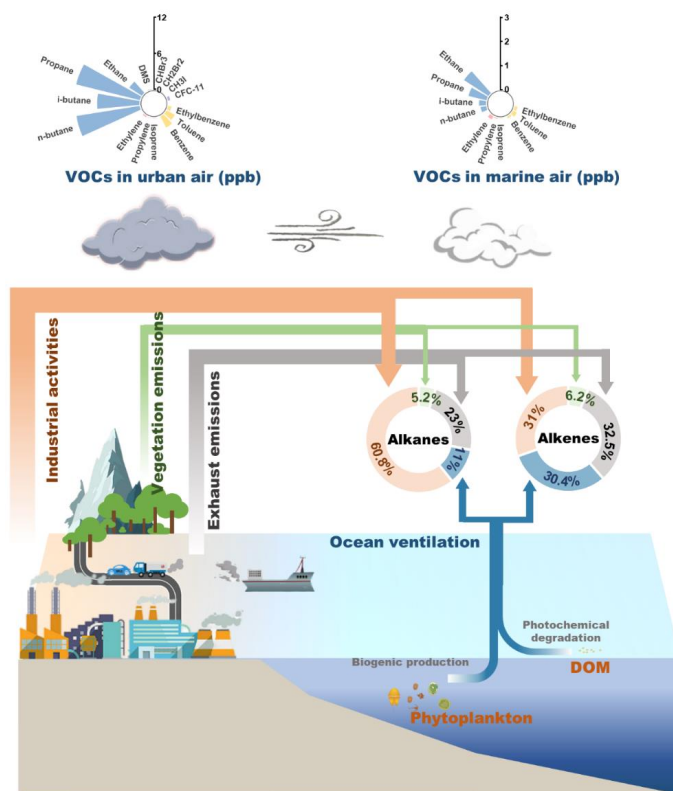 12
6
0
Propane
Ethane
DMS
CHBr3
CH2Br2
CH3I
CFC-11
i-butane
n-butane
Ethylbenzene
Toluene
Benzene
Isoprene
Propylene
Ethylene
VOCs in urban air (ppb)
3
2
1
0
Ethane
Propane
i-butane
n-butane
Ethylbenzene
Toluene
Benzene
Isoprene
Propylene
Ethylene
VOCs in marine air (ppb)
Industrial activities
Vegetation emissions
Exhaust emissions
5.2%
23%
11%
60.8%
Alkanes
6.2%
32.5%
30.4%
31%
Alkenes
Ocean ventilation
Photochemical
degradation
DOM
Biogenic production
Phytoplankton